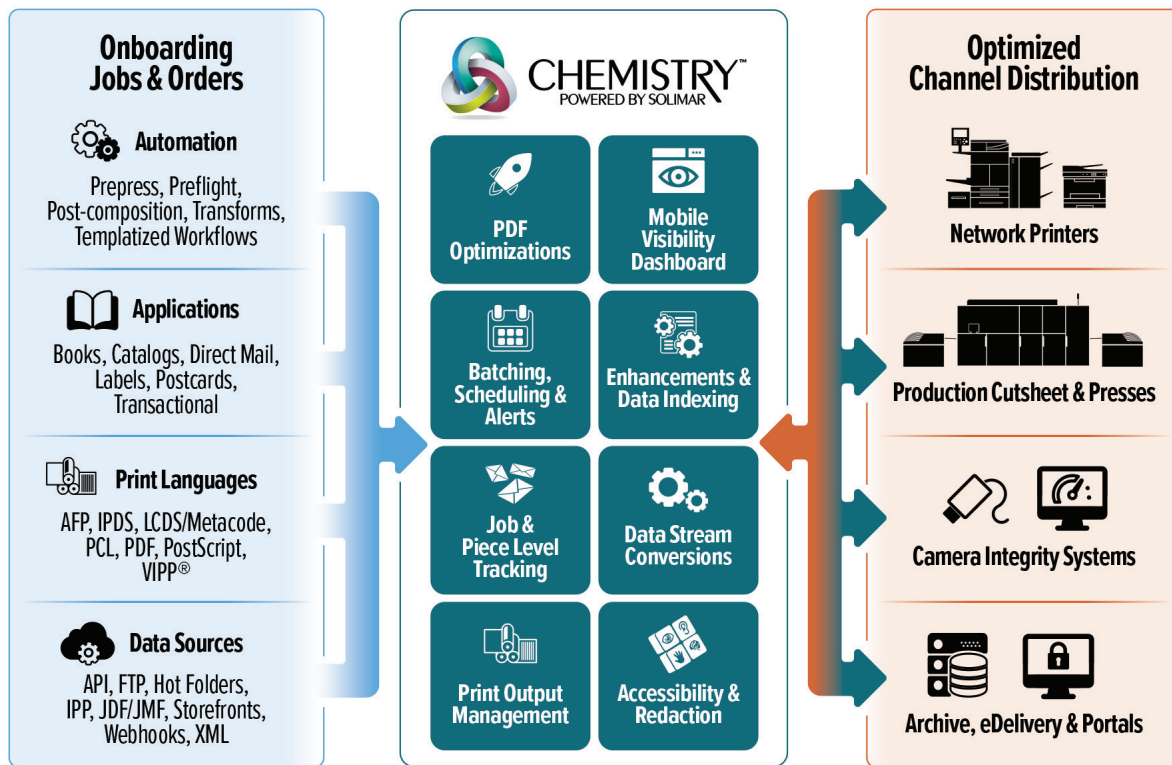 Onboarding
Jobs & Orders
Automation
Prepress, Preflight,
Post-composition, Transforms,
Templatized Workflows
Applications
Books, Catalogs, Direct Mail,
Labels, Postcards,
Transactional
Print Languages
AFP, IPDS, LCDS/Metacode,
PCL, PDF, PostScript,
VIPP®
Data Sources
API, FTP, Hot Folders,
IPP, JDF/JMF, Storefronts,
Webhooks, XML
CHEMISTRY™
POWERED BY SOLIMAR
PDF
Optimizations
Mobile
Visibility
Dashboard
Batching,
Scheduling &
Alerts
Enhancements &
Data Indexing
Job &
Piece Level
Tracking
Data Stream
Conversions
Print Output
Management
Accessibility &
Redaction
Optimized
Channel Distribution
Network Printers
Production Cutsheet & Presses
Camera Integrity Systems
Archive, eDelivery & Portals